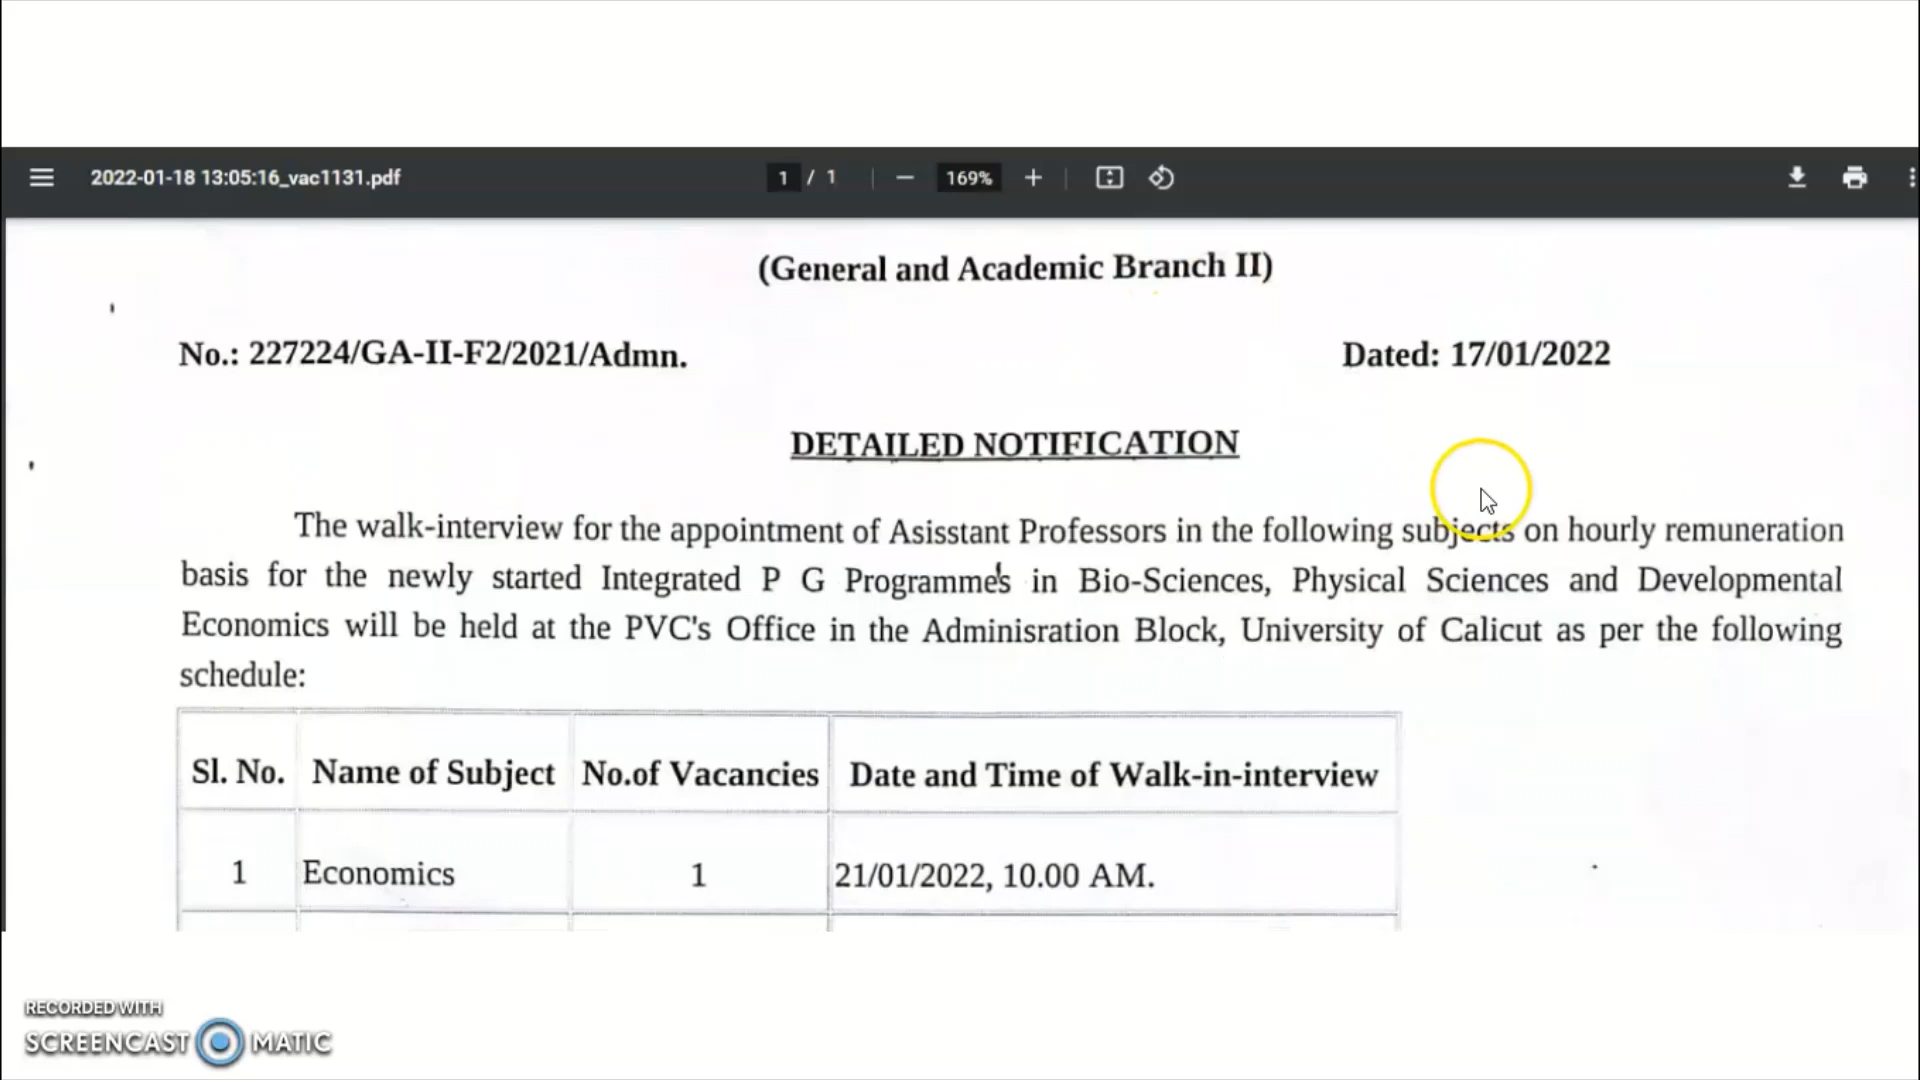 2022-01-18 13:05:16_vac1131.pdf 1 / 1 169%
(General and Academic Branch II)
No.: 227224/GA-II-F2/2021/Admn. Dated: 17/01/2022
DETAILED NOTIFICATION
The walk-interview for the appointment of Asisstant Professors in the following subjects on hourly remuneration
basis for the newly started Integrated P G Programme's in Bio-Sciences, Physical Sciences and Developmental
Economics will be held at the PVC's Office in the Adminisration Block, University of Calicut as per the following
schedule:
Sl. No. Name of Subject No.of Vacancies Date and Time of Walk-in-interview
1 Economics 1 21/01/2022, 10.00 AM.
RECORDED WITH
SCREENCAST MATIC